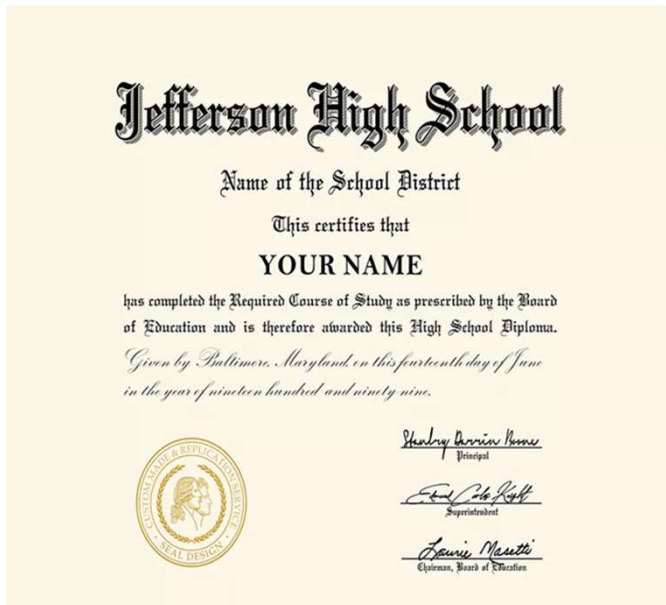 Jefferson High School
Name of the School District
This certifies that
YOUR NAME
has completed the Required Course of Study as prescribed by the Board
of Education and is therefore awarded this High School Diploma.
Given by Baltimore, Maryland, on this fourteenth day of June
in the year of nineteen hundred and ninety nine.
CUSTOM MADE & REPLICATION SERVICE
• SEAL DESIGN •
Principal
Superintendent
Laurie Masetti
Chairman, Board of Education